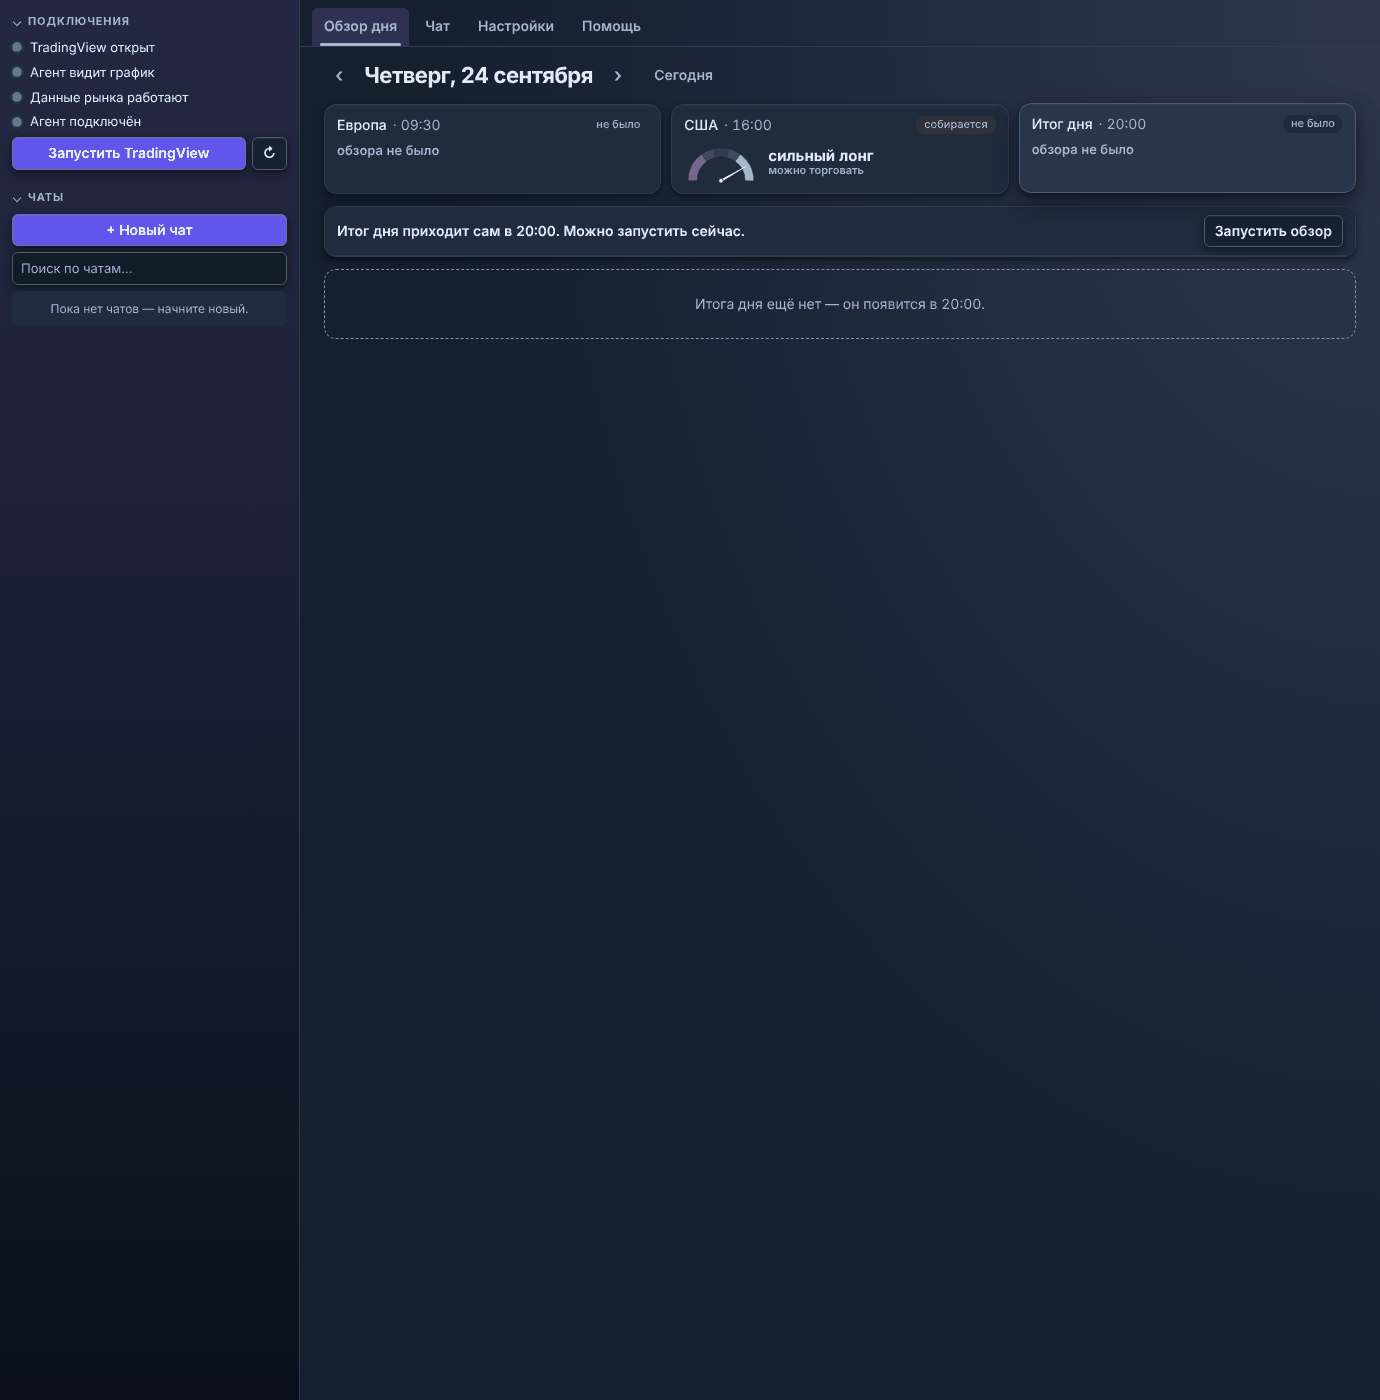 ПОДКЛЮЧЕНИЯ
TradingView открыт
Агент видит график
Данные рынка работают
Агент подключён
Запустить TradingView
ЧАТЫ
+ Новый чат
Поиск по чатам...
Пока нет чатов — начните новый.
Обзор дня Чат Настройки Помощь
‹ Четверг, 24 сентября › Сегодня
Европа · 09:30 не было
обзора не было
США · 16:00 собирается
сильный лонг
можно торговать
Итог дня · 20:00 не было
обзора не было
Итог дня приходит сам в 20:00. Можно запустить сейчас.
Запустить обзор
Итога дня ещё нет — он появится в 20:00.